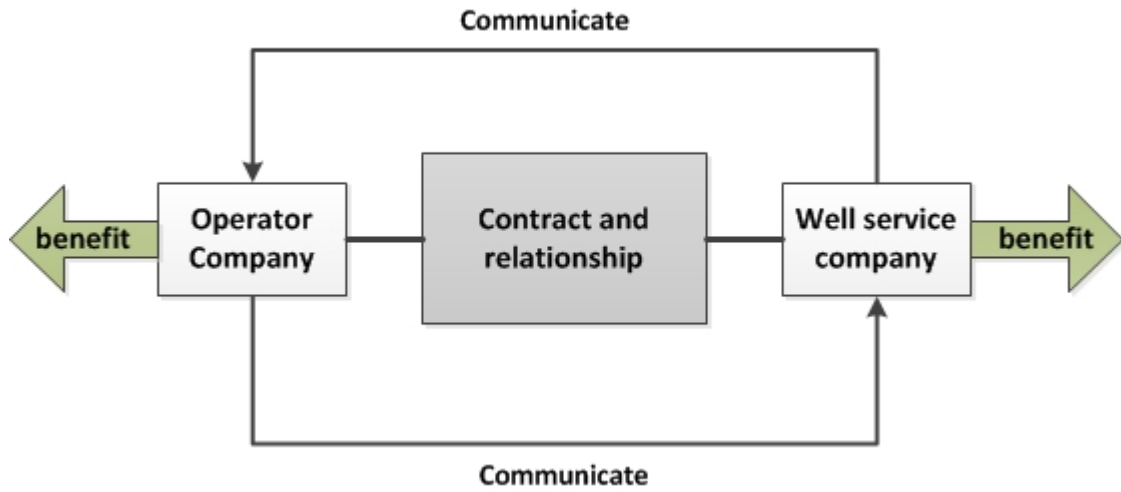 Communicate
benefit
Operator
Company
Contract and
relationship
Well service
company
benefit
Communicate